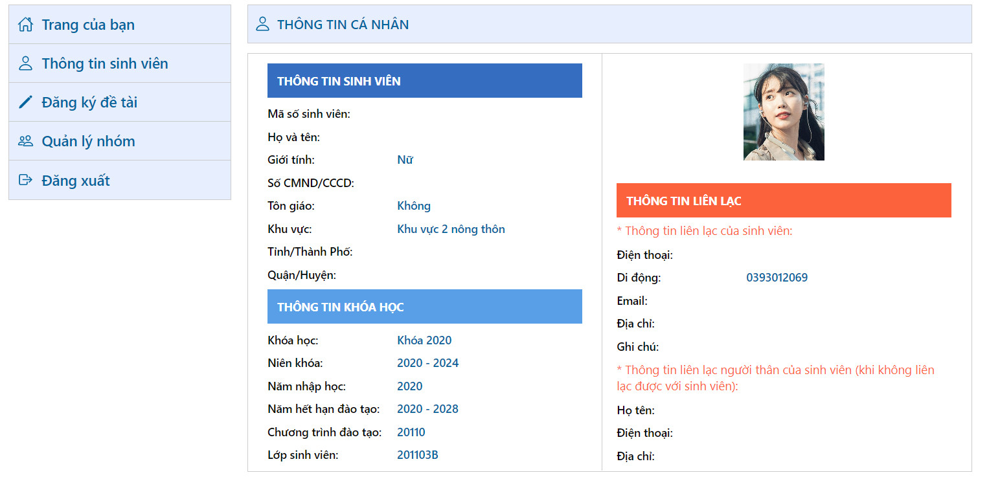 Trang của bạn
Thông tin sinh viên
Đăng ký đề tài
Quản lý nhóm
Đăng xuất
THÔNG TIN CÁ NHÂN
THÔNG TIN SINH VIÊN
Mã số sinh viên:
Họ và tên:
Giới tính: Nữ
Số CMND/CCCD:
Tôn giáo: Không
Khu vực: Khu vực 2 nông thôn
Tỉnh/Thành Phố:
Quận/Huyện:
THÔNG TIN KHÓA HỌC
Khóa học: Khóa 2020
Niên khóa: 2020 - 2024
Năm nhập học: 2020
Năm hết hạn đào tạo: 2020 - 2028
Chương trình đào tạo: 20110
Lớp sinh viên: 201103B
THÔNG TIN LIÊN LẠC
* Thông tin liên lạc của sinh viên:
Điện thoại:
Di động: 0393012069
Email:
Địa chỉ:
Ghi chú:
* Thông tin liên lạc người thân của sinh viên (khi không liên
lạc được với sinh viên):
Họ tên:
Điện thoại:
Địa chỉ: